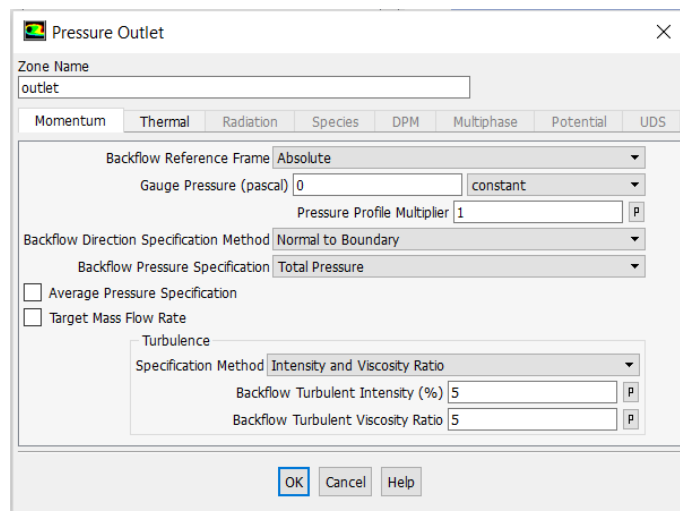 Pressure Outlet
Zone Name
outlet
Momentum Thermal Radiation Species DPM Multiphase Potential UDS
Backflow Reference Frame Absolute
Gauge Pressure (pascal) 0 constant
Pressure Profile Multiplier 1 P
Backflow Direction Specification Method Normal to Boundary
Backflow Pressure Specification Total Pressure
Average Pressure Specification
Target Mass Flow Rate
Turbulence
Specification Method Intensity and Viscosity Ratio
Backflow Turbulent Intensity (%) 5 P
Backflow Turbulent Viscosity Ratio 5 P
OK Cancel Help